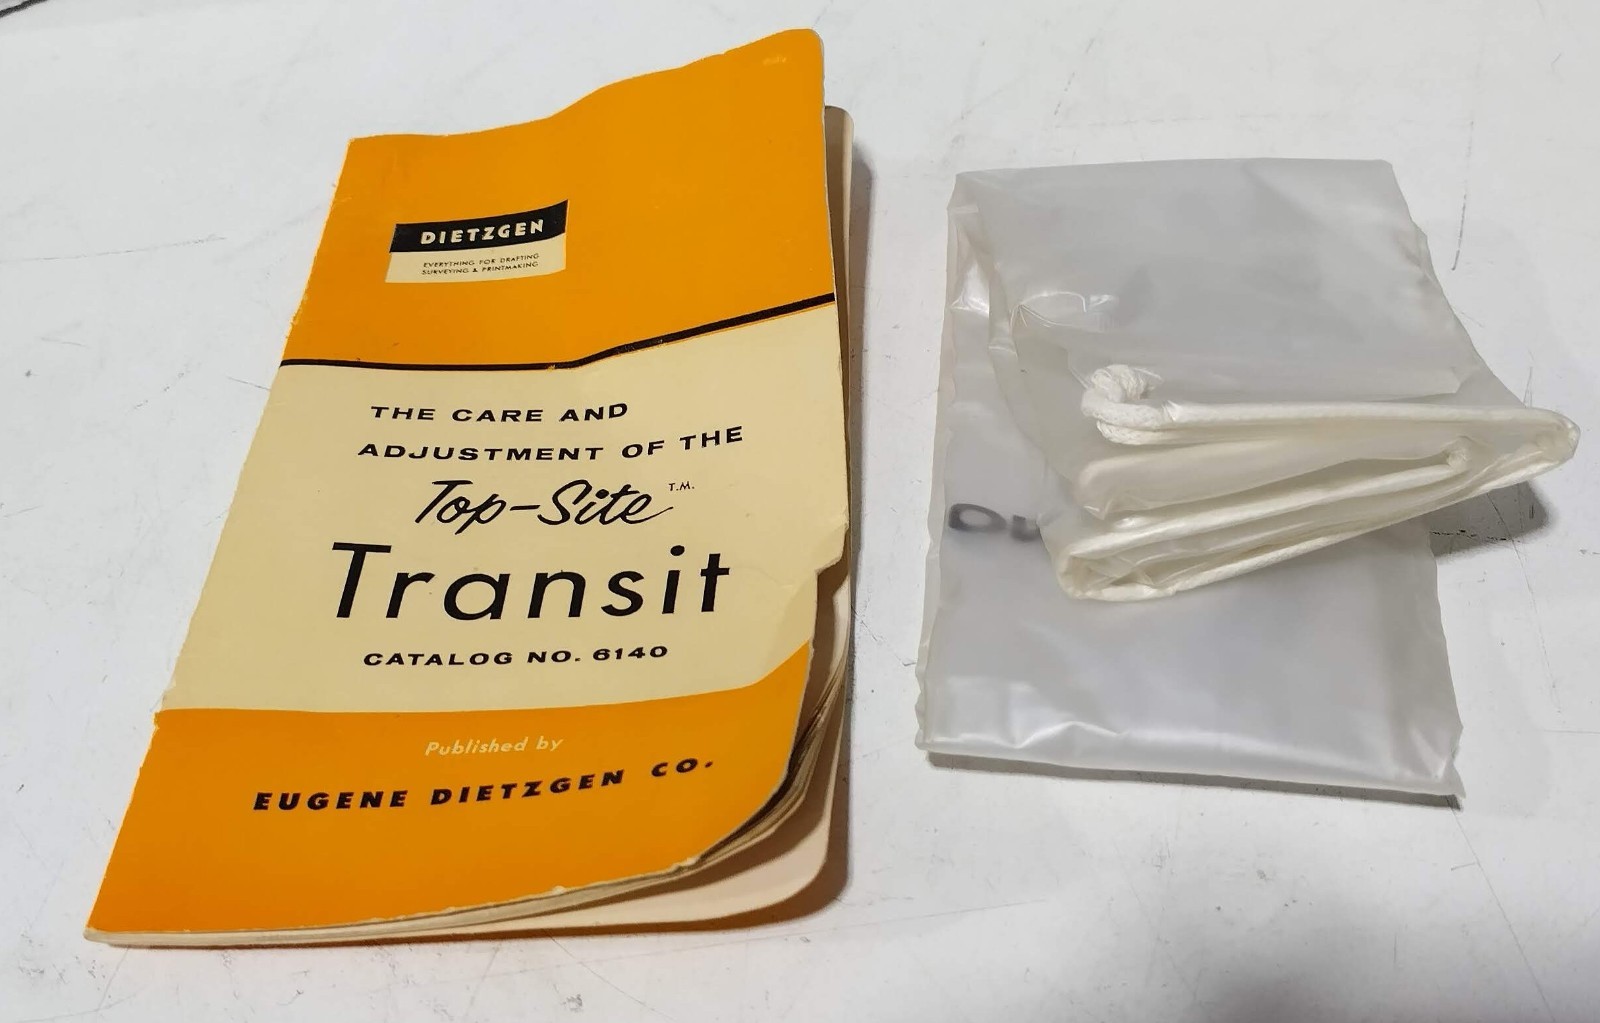 DIETZGEN
EVERYTHING FOR DRAFTING
SURVEYING & PRINTMAKING
THE CARE AND
ADJUSTMENT OF THE
Top-Site T.M.
Transit
CATALOG NO. 6140
Published by
EUGENE DIETZGEN CO.